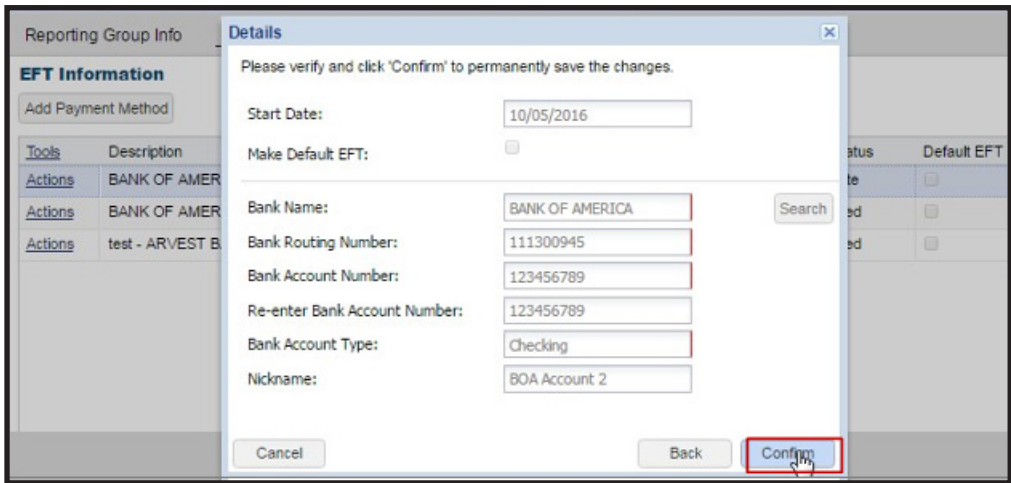 Reporting Group Info
EFT Information
Add Payment Method
Tools Description Status Default EFT
Actions BANK OF AMER
Actions BANK OF AMER ed
Actions test - ARVEST B ed
Details
Please verify and click 'Confirm' to permanently save the changes.
Start Date: 10/05/2016
Make Default EFT:
Bank Name: BANK OF AMERICA Search
Bank Routing Number: 111300945
Bank Account Number: 123456789
Re-enter Bank Account Number: 123456789
Bank Account Type: Checking
Nickname: BOA Account 2
Cancel Back Confirm